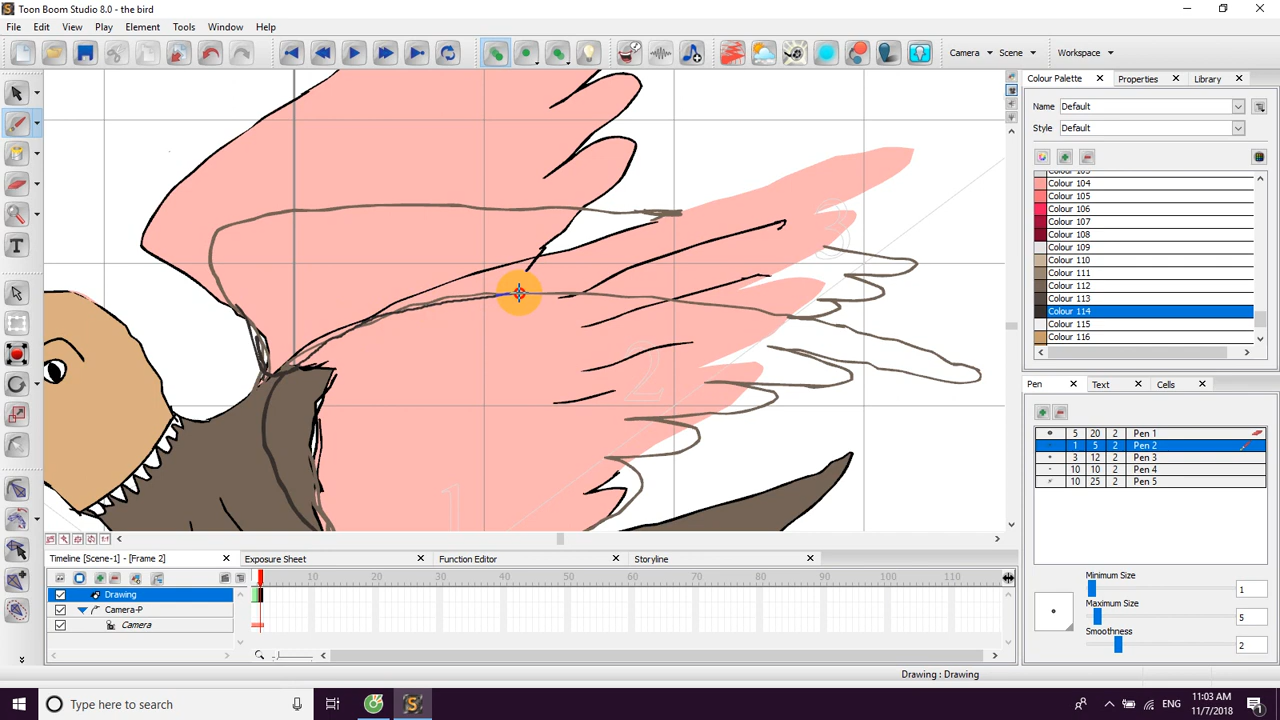 Toon Boom Studio 8.0 - the bird
File Edit View Play Element Tools Window Help
Camera Scene Workspace
Colour Palette Properties Library
Name Default
Style Default
Colour 104
Colour 105
Colour 106
Colour 107
Colour 108
Colour 109
Colour 110
Colour 111
Colour 112
Colour 113
Colour 114
Colour 115
Colour 116
3
2
1
Pen Text Cells
5 20 2 Pen 1
1 5 2 Pen 2
3 12 2 Pen 3
10 10 2 Pen 4
10 25 2 Pen 5
Minimum Size
1
Maximum Size
5
Smoothness
2
Timeline [Scene-1] - [Frame 2] Exposure Sheet Function Editor Storyline
10 20 30 40 50 60 70 80 90 100 110
Drawing
Camera-P
Camera
Drawing : Drawing
Type here to search
ENG
11:03 AM
11/7/2018